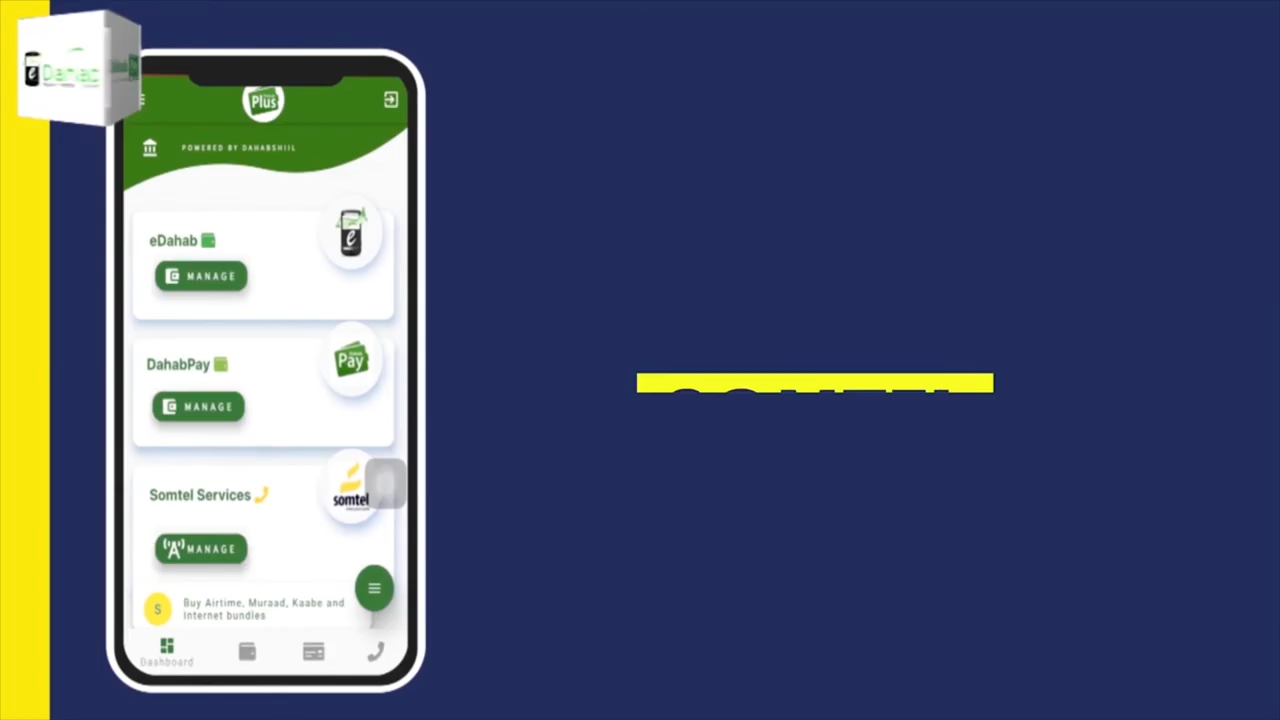 e Dahab
Plus
POWERED BY DAHABSHIIL
eDahab
e
MANAGE
DahabPay
Pay
MANAGE
Somtel Services
somtel
MANAGE
S
Buy Airtime, Muraad, Kaabe and
Internet bundles
Dashboard